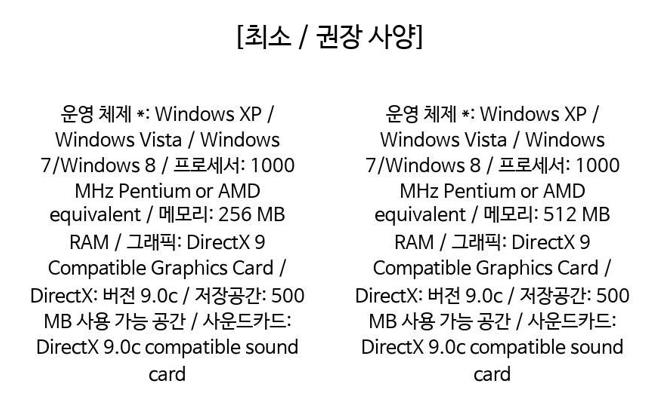 [최소 / 권장 사양]
운영 체제 *: Windows XP /
Windows Vista / Windows
7/Windows 8 / 프로세서: 1000
MHz Pentium or AMD
equivalent / 메모리: 256 MB
RAM / 그래픽: DirectX 9
Compatible Graphics Card /
DirectX: 버전 9.0c / 저장공간: 500
MB 사용 가능 공간 / 사운드카드:
DirectX 9.0c compatible sound
card
운영 체제 *: Windows XP /
Windows Vista / Windows
7/Windows 8 / 프로세서: 1000
MHz Pentium or AMD
equivalent / 메모리: 512 MB
RAM / 그래픽: DirectX 9
Compatible Graphics Card /
DirectX: 버전 9.0c / 저장공간: 500
MB 사용 가능 공간 / 사운드카드:
DirectX 9.0c compatible sound
card